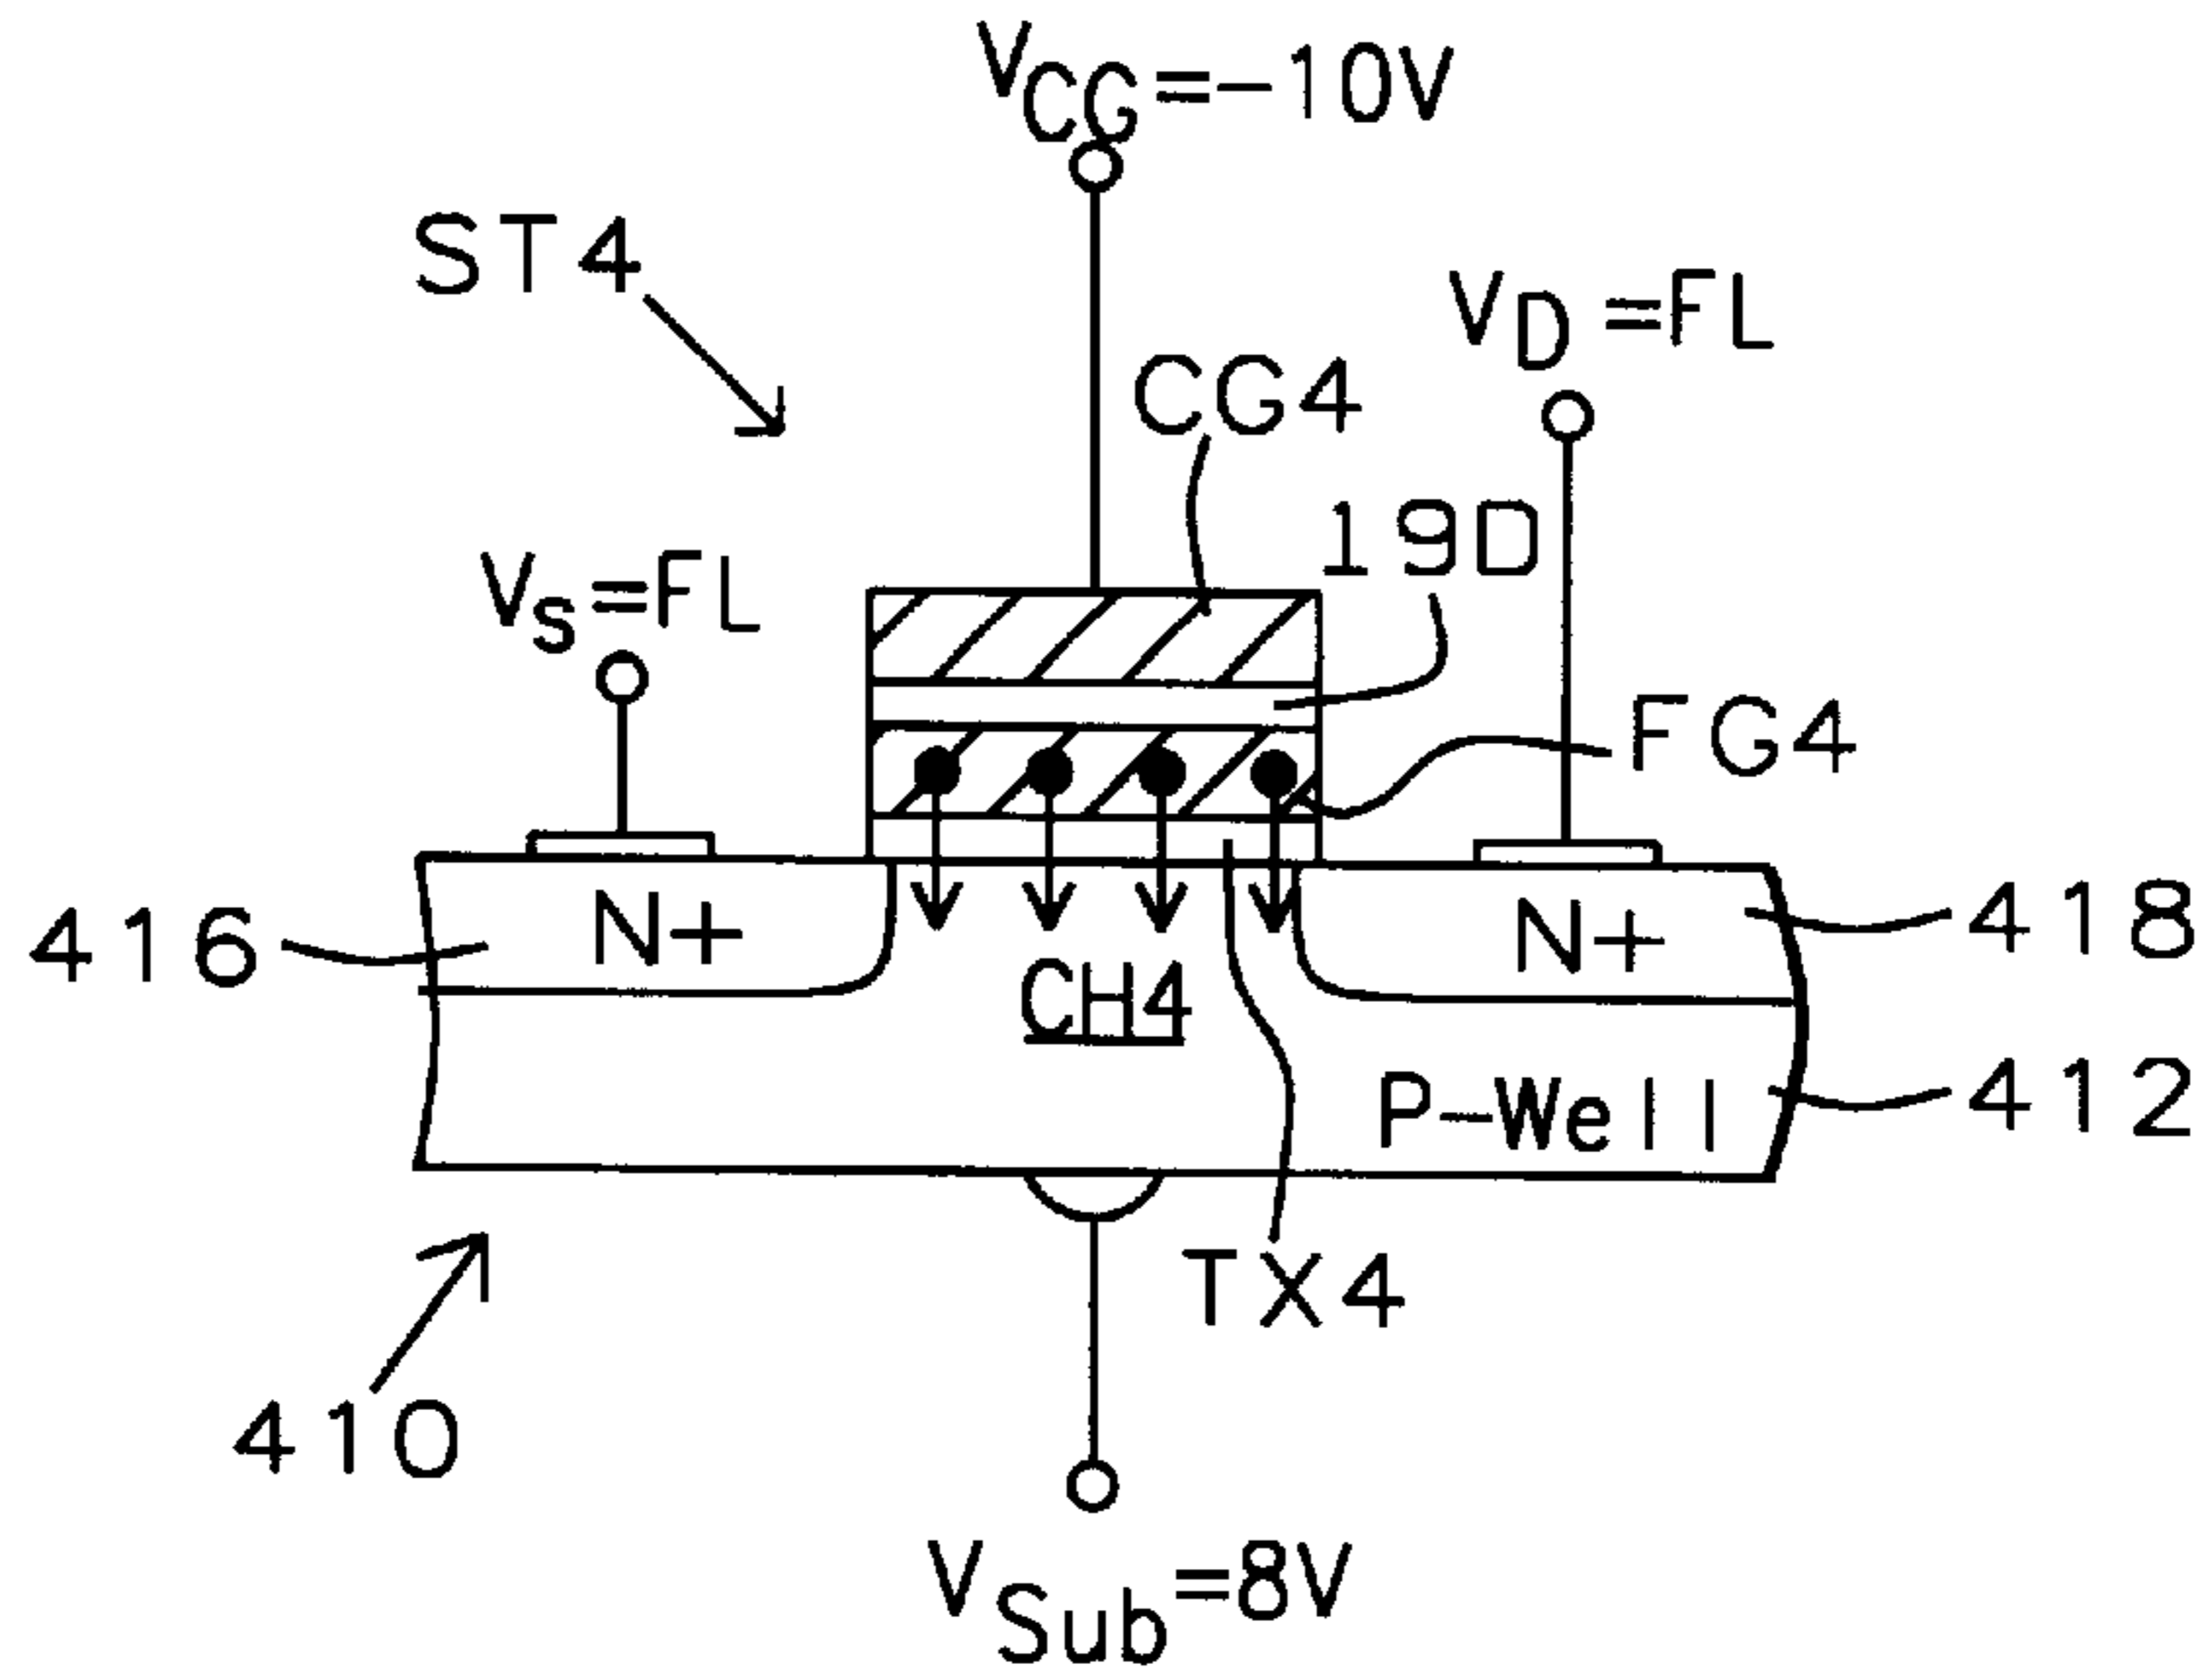 VCG=-10V
ST4
VD=FL
CG4
19D
VS=FL
FG4
N+
N+
416
418
CH4
P-Well
412
TX4
410
VSub=8V